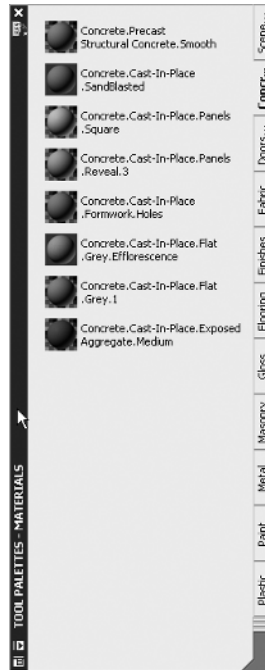 Concrete.Precast
Structural Concrete.Smooth
Concrete.Cast-In-Place
.SandBlasted
Concrete.Cast-In-Place.Panels
.Square
Concrete.Cast-In-Place.Panels
.Reveal.3
Concrete.Cast-In-Place
.Formwork.Holes
Concrete.Cast-In-Place.Flat
.Grey.Efflorescence
Concrete.Cast-In-Place.Flat
.Grey.1
Concrete.Cast-In-Place.Exposed
Aggregate.Medium
TOOL PALETTES - MATERIALS
Scene...
Concr...
Doors...
Fabric
Finishes
Flooring
Gloss
Masonry
Metal
Paint
Plastic